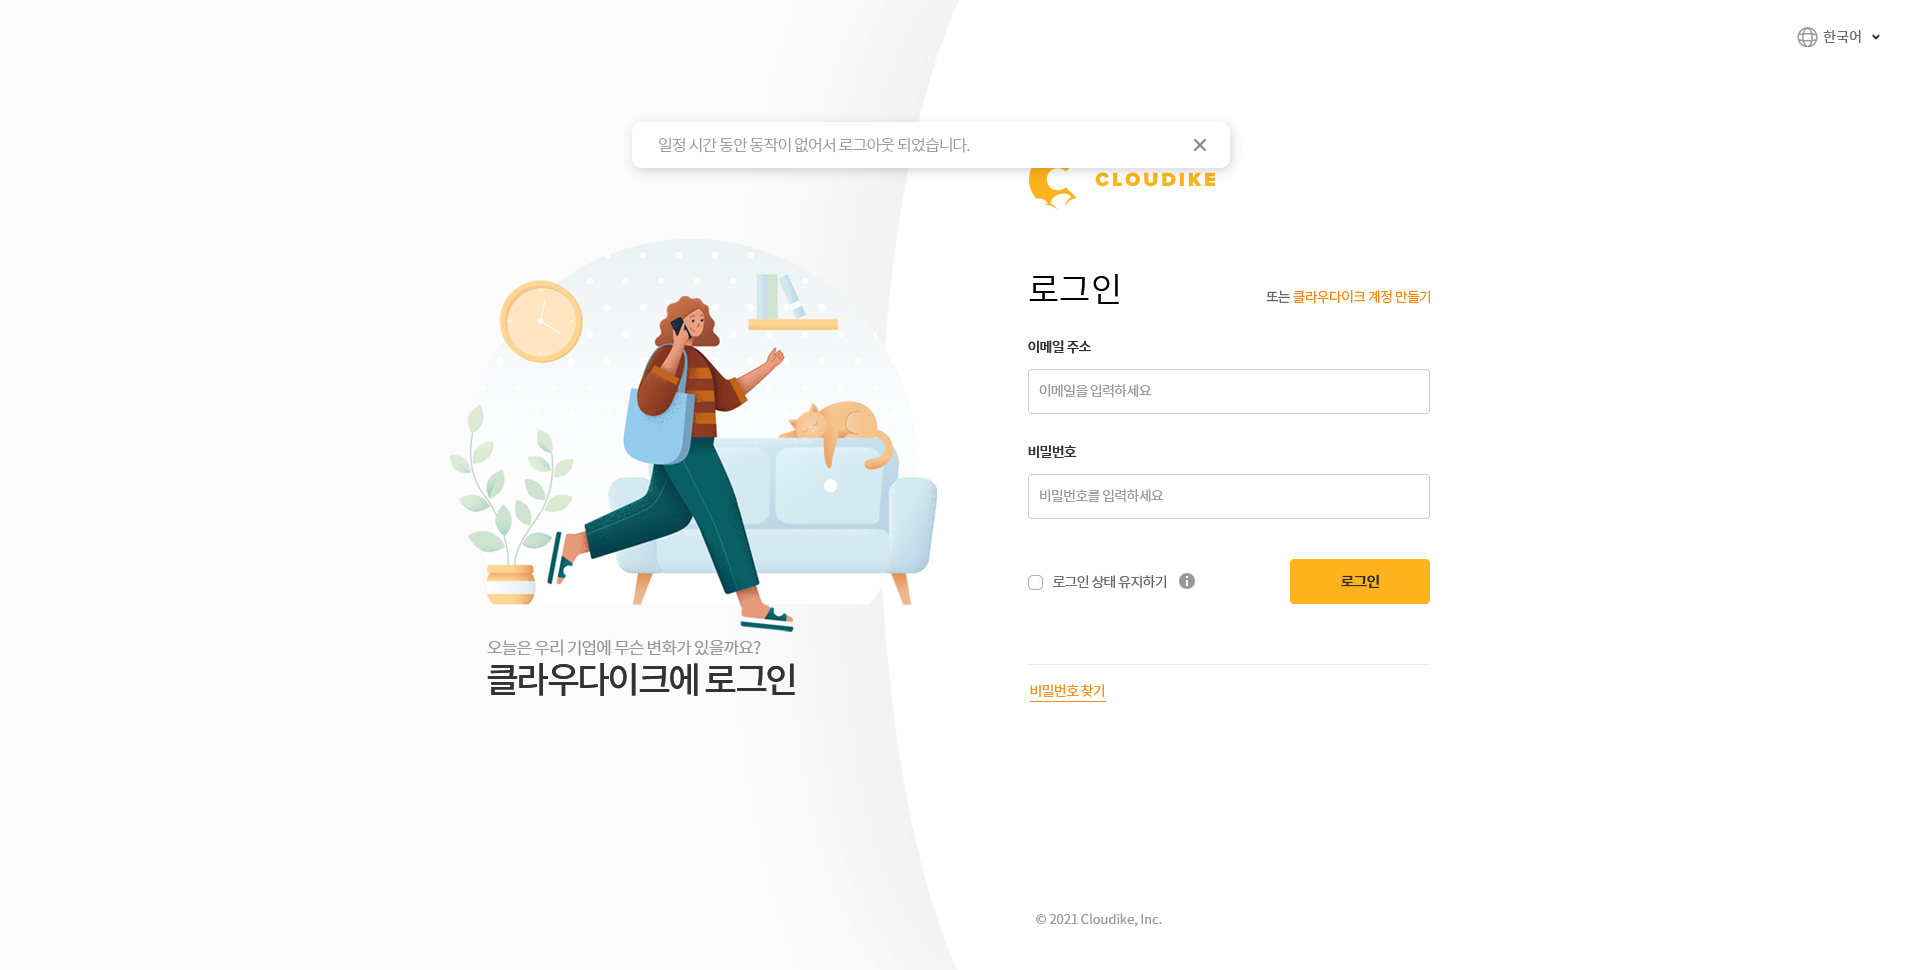 한국어
일정 시간 동안 동작이 없어서 로그아웃 되었습니다.
CLOUDIKE
로그인
또는 클라우다이크 계정 만들기
이메일 주소
이메일을 입력하세요
비밀번호
비밀번호를 입력하세요
로그인 상태 유지하기
로그인
오늘은 우리 기업에 무슨 변화가 있을까요?
클라우다이크에 로그인
비밀번호 찾기
© 2021 Cloudike, Inc.